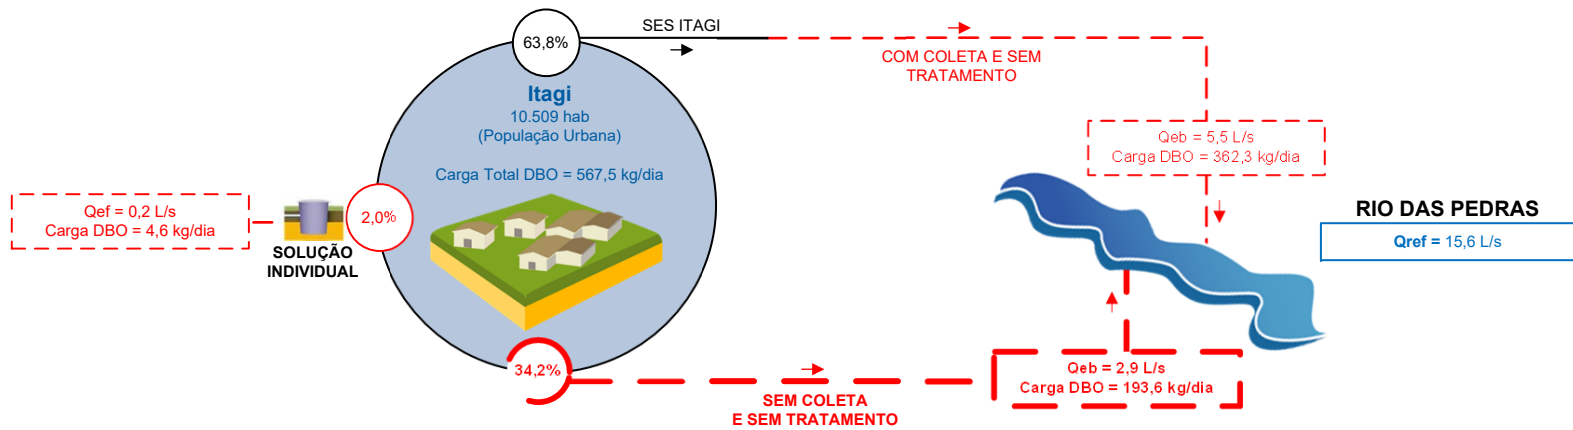 63,8%
SES ITAGI
COM COLETA E SEM
TRATAMENTO
Itagi
10.509 hab
(População Urbana)
Carga Total DBO = 567,5 kg/dia
Qeb = 5,5 L/s
Carga DBO = 362,3 kg/dia
Qef = 0,2 L/s
Carga DBO = 4,6 kg/dia
2,0%
SOLUÇÃO
INDIVIDUAL
RIO DAS PEDRAS
Qref = 15,6 L/s
34,2%
SEM COLETA
E SEM TRATAMENTO
Qeb = 2,9 L/s
Carga DBO = 193,6 kg/dia